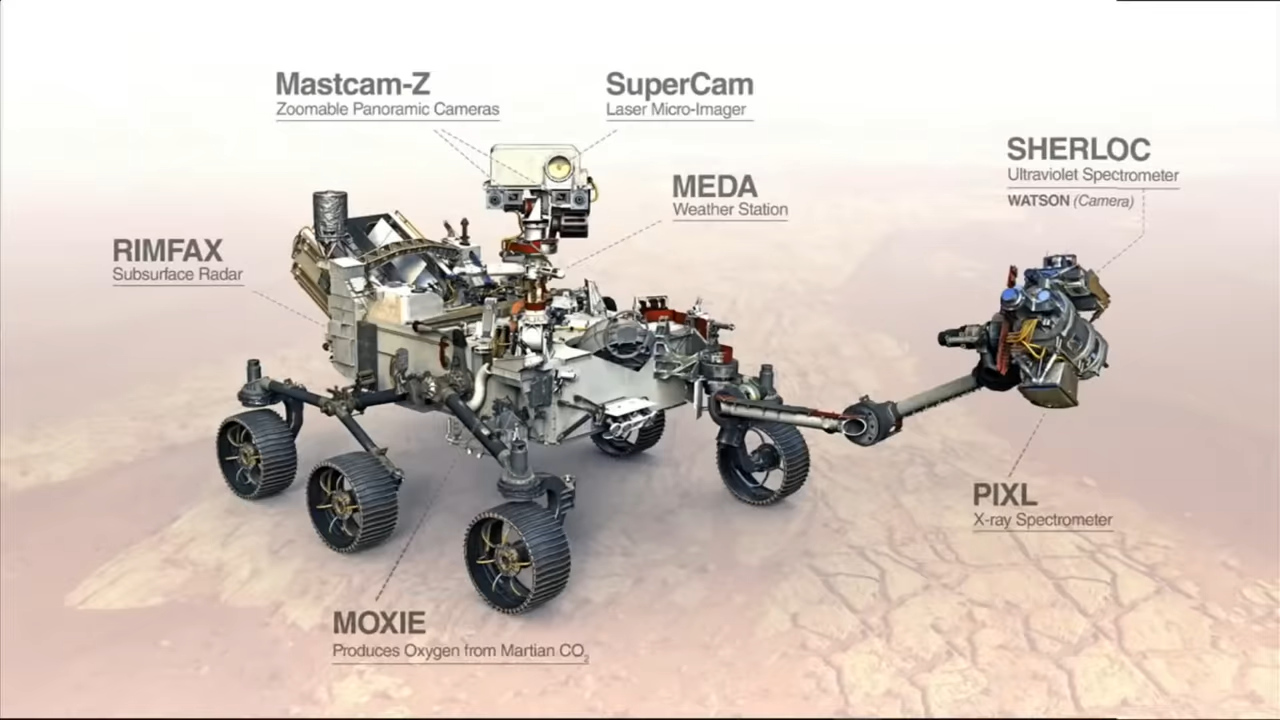 Mastcam-Z
Zoomable Panoramic Cameras
SuperCam
Laser Micro-Imager
SHERLOC
Ultraviolet Spectrometer
WATSON (Camera)
MEDA
Weather Station
RIMFAX
Subsurface Radar
PIXL
X-ray Spectrometer
MOXIE
Produces Oxygen from Martian CO₂